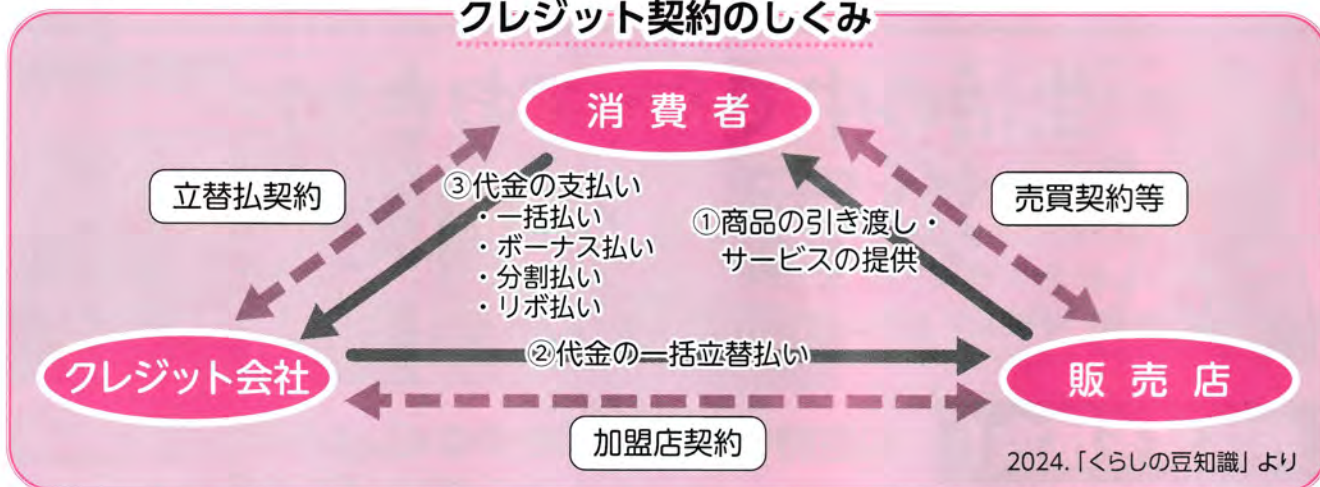 クレジット契約のしくみ
消費者
立替払契約
③代金の支払い
・一括払い
・ボーナス払い
・分割払い
・リボ払い
①商品の引き渡し・
サービスの提供
売買契約等
クレジット会社
②代金の一括立替払い
販売店
加盟店契約
2024.「くらしの豆知識」より